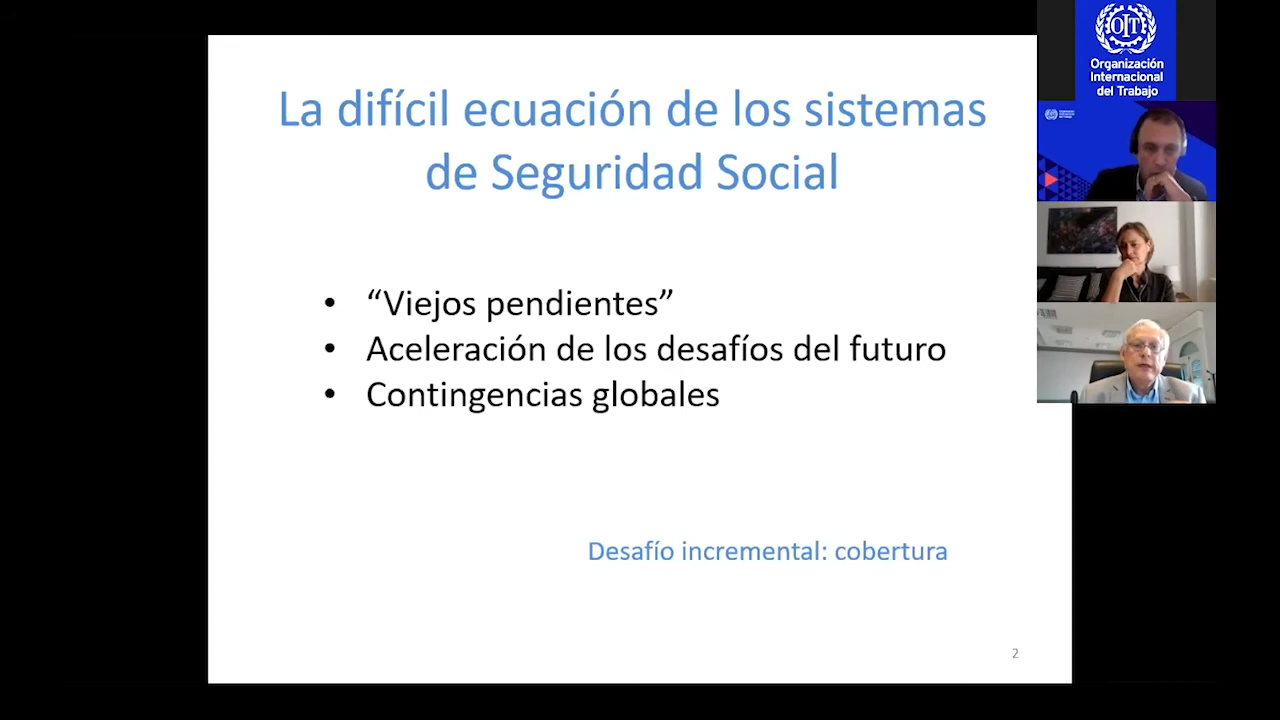 La difícil ecuación de los sistemas
de Seguridad Social
• “Viejos pendientes”
• Aceleración de los desafíos del futuro
• Contingencias globales
Desafío incremental: cobertura
2
OIT
Organización
Internacional
del Trabajo